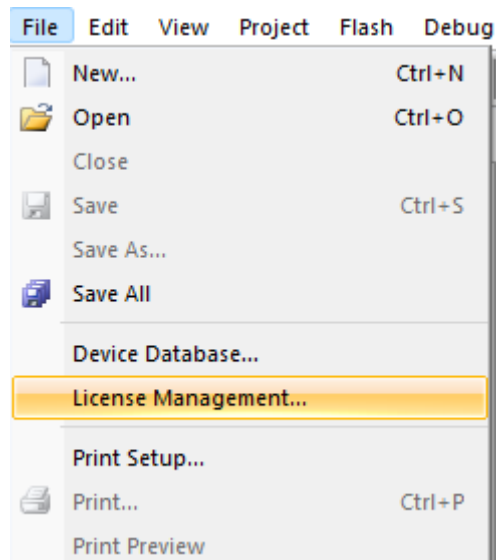 File Edit View Project Flash Debug
New... Ctrl+N
Open Ctrl+O
Close
Save Ctrl+S
Save As...
Save All
Device Database...
License Management...
Print Setup...
Print... Ctrl+P
Print Preview